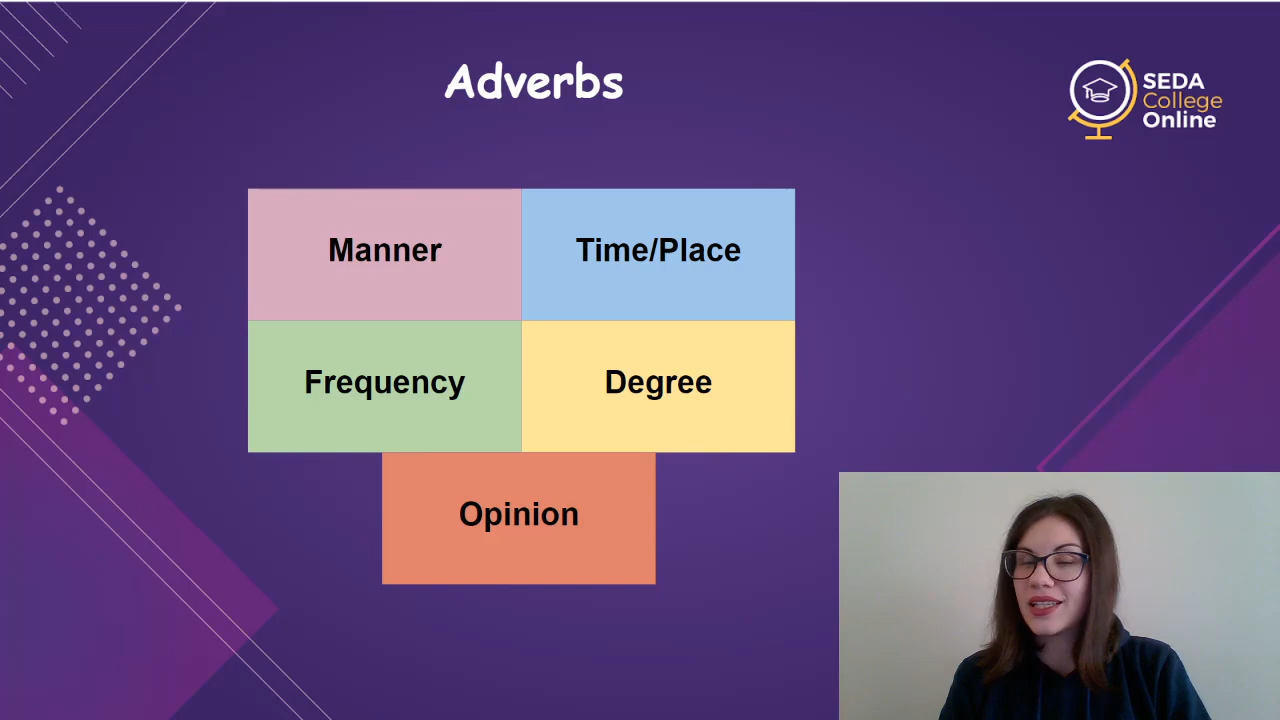 Adverbs
SEDA
College
Online
Manner
Time/Place
Frequency
Degree
Opinion